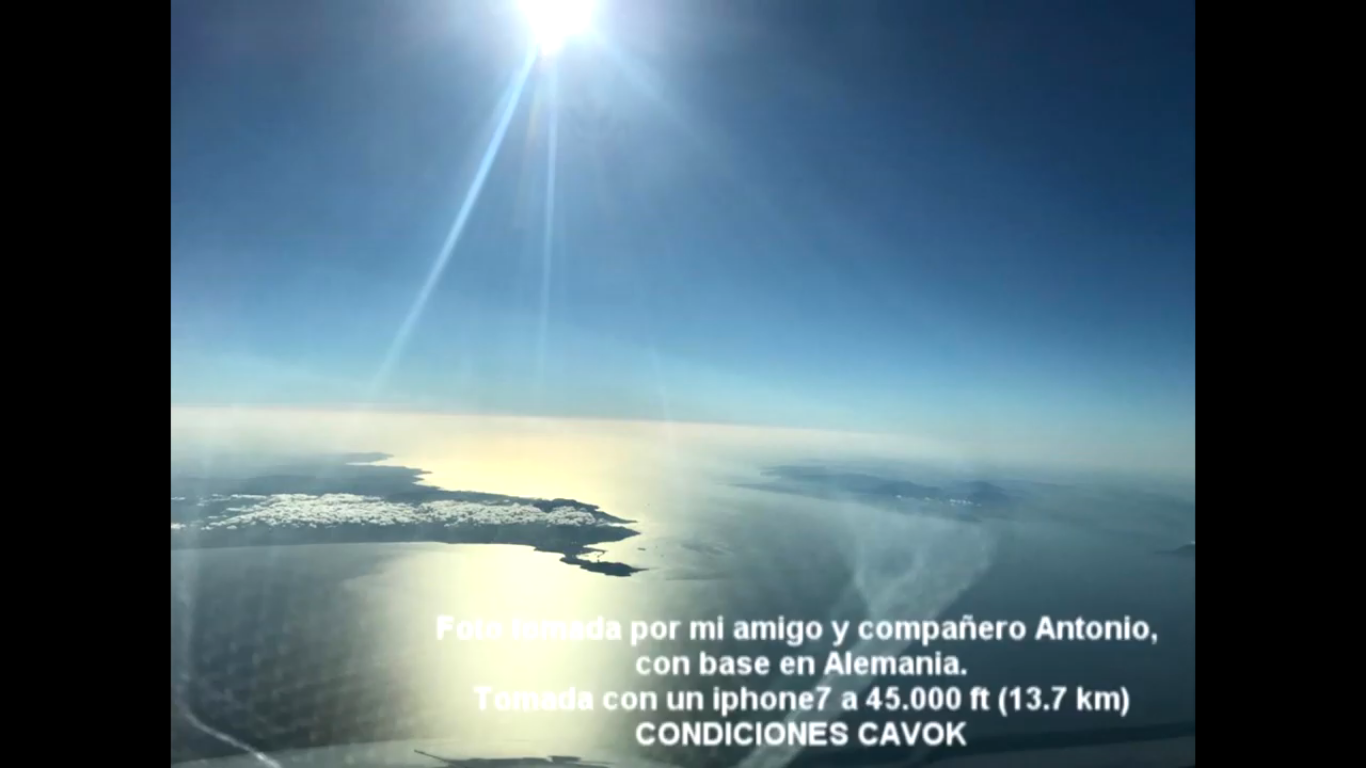 Foto tomada por mi amigo y compañero Antonio,
con base en Alemania.
Tomada con un iphone7 a 45.000 ft (13.7 km)
CONDICIONES CAVOK